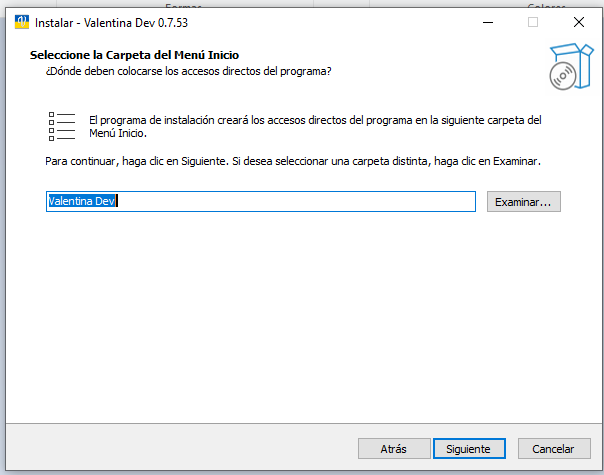 Instalar - Valentina Dev 0.7.53
Seleccione la Carpeta del Menú Inicio
¿Dónde deben colocarse los accesos directos del programa?
El programa de instalación creará los accesos directos del programa en la siguiente carpeta del
Menú Inicio.
Para continuar, haga clic en Siguiente. Si desea seleccionar una carpeta distinta, haga clic en Examinar.
Valentina Dev
Examinar...
Atrás
Siguiente
Cancelar